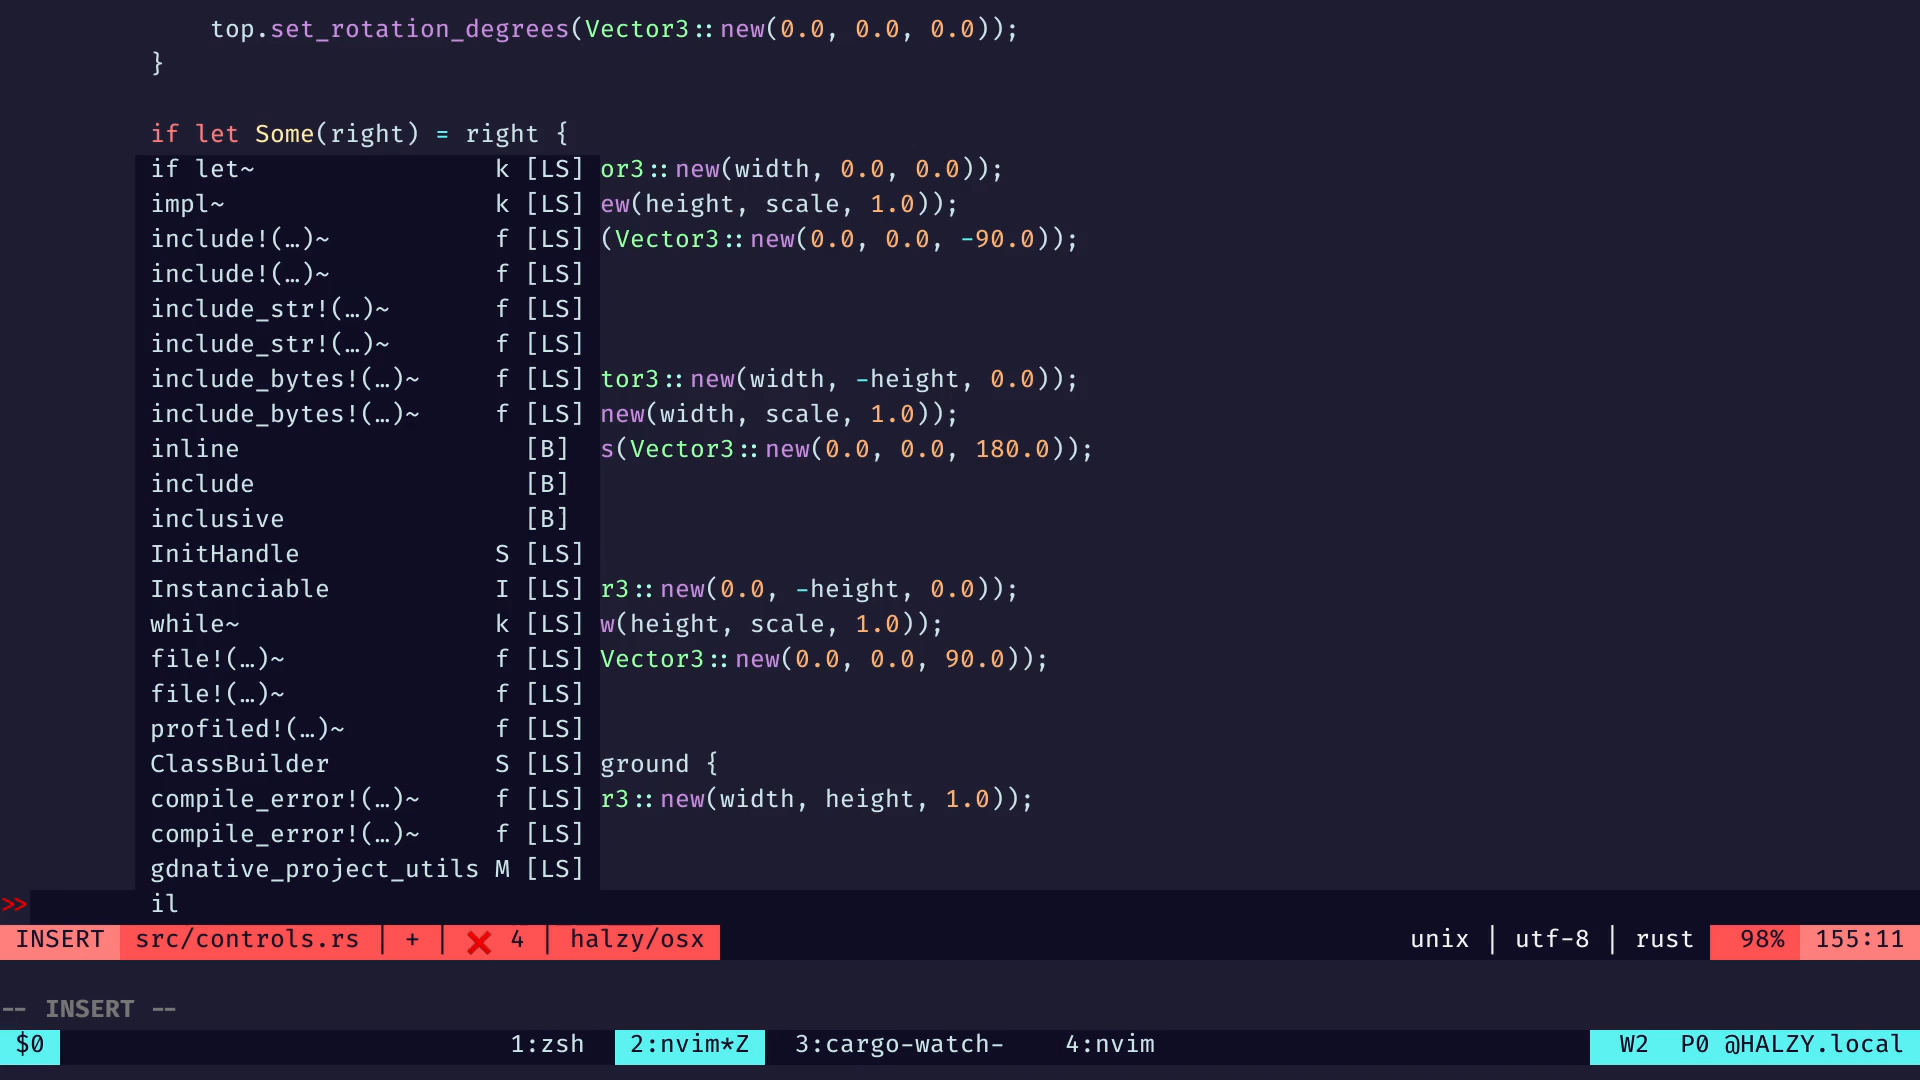 top.set_rotation_degrees(Vector3::new(0.0, 0.0, 0.0));
}
if let Some(right) = right {
if let~ k [LS] or3::new(width, 0.0, 0.0));
impl~ k [LS] ew(height, scale, 1.0));
include!(…)~ f [LS] (Vector3::new(0.0, 0.0, -90.0));
include!(…)~ f [LS]
include_str!(…)~ f [LS]
include_str!(…)~ f [LS]
include_bytes!(…)~ f [LS] tor3::new(width, -height, 0.0));
include_bytes!(…)~ f [LS] new(width, scale, 1.0));
inline [B] s(Vector3::new(0.0, 0.0, 180.0));
include [B]
inclusive [B]
InitHandle S [LS]
Instanciable I [LS] r3::new(0.0, -height, 0.0));
while~ k [LS] w(height, scale, 1.0));
file!(…)~ f [LS] Vector3::new(0.0, 0.0, 90.0));
file!(…)~ f [LS]
profiled!(…)~ f [LS]
ClassBuilder S [LS] ground {
compile_error!(…)~ f [LS] r3::new(width, height, 1.0));
compile_error!(…)~ f [LS]
gdnative_project_utils M [LS]
>> il
INSERT src/controls.rs | + | ❌ 4 | halzy/osx unix | utf-8 | rust 98% 155:11
-- INSERT --
$0 1:zsh 2:nvim*Z 3:cargo-watch- 4:nvim W2 P0 @HALZY.local